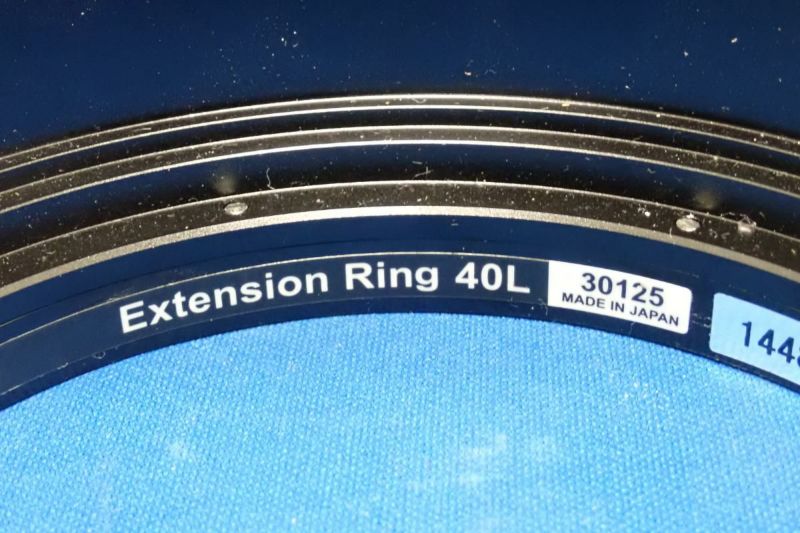 Extension Ring 40L
30125
MADE IN JAPAN